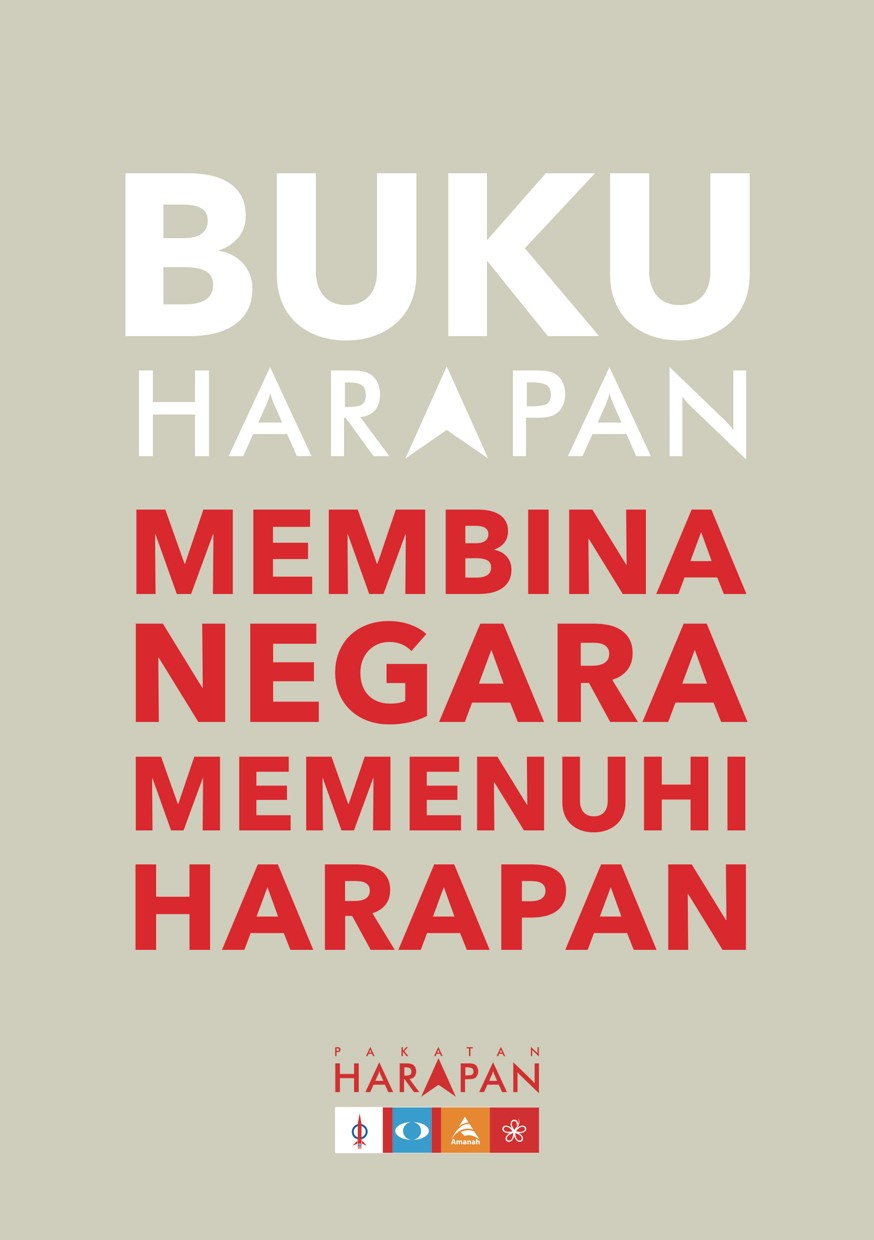 BUKU
HARAPAN
MEMBINA
NEGARA
MEMENUHI
HARAPAN
PAKATAN
HARAPAN
Amanah